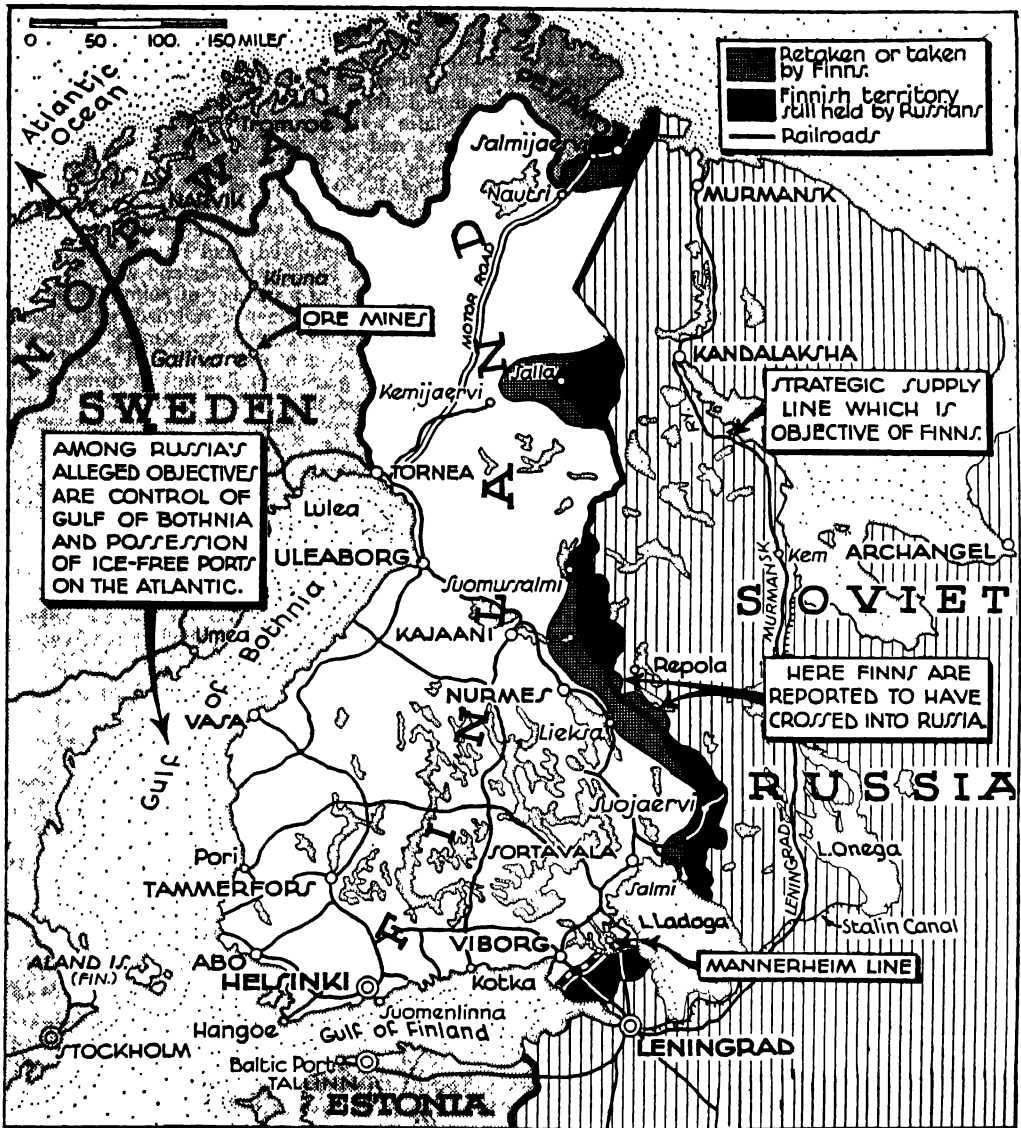 0 50. 100. 150 MILES
Retaken or taken
by Finns.
Finnish territory
still held by Russians
Railroads
Atlantic
Ocean
NORWAY
Tromsoe
NARVIK
Kiruna
ORE MINES
Gallivare
SWEDEN
AMONG RUSSIA'S
ALLEGED OBJECTIVES
ARE CONTROL OF
GULF OF BOTHNIA
AND POSSESSION
OF ICE-FREE PORTS
ON THE ATLANTIC.
Salmijaervi
Nautsi
MOTOR ROAD
Salla
Kemijaervi
TORNEA
Lulea
ULEABORG
Suomussalmi
KAJAANI
Umea
Gulf of Bothnia
VASA
NURMES
Lieksa
Repola
FINLAND
Suojaervi
SORTAVALA
Salmi
Pori
TAMMERFORS
L. Ladoga
VIBORG
MANNERHEIM LINE
ABO
HELSINKI
Kotka
ALAND IS.
(FIN.)
Suomenlinna
Hangoe
Gulf of Finland
STOCKHOLM
Baltic Port
TALLINN
ESTONIA
LENINGRAD
MURMANSK
KANDALAKSHA
STRATEGIC SUPPLY
LINE WHICH IS
OBJECTIVE OF FINNS.
RY.
Kem
ARCHANGEL
MURMANSK
SOVIET
HERE FINNS ARE
REPORTED TO HAVE
CROSSED INTO RUSSIA.
RUSSIA
L. Onega
LENINGRAD
Stalin Canal